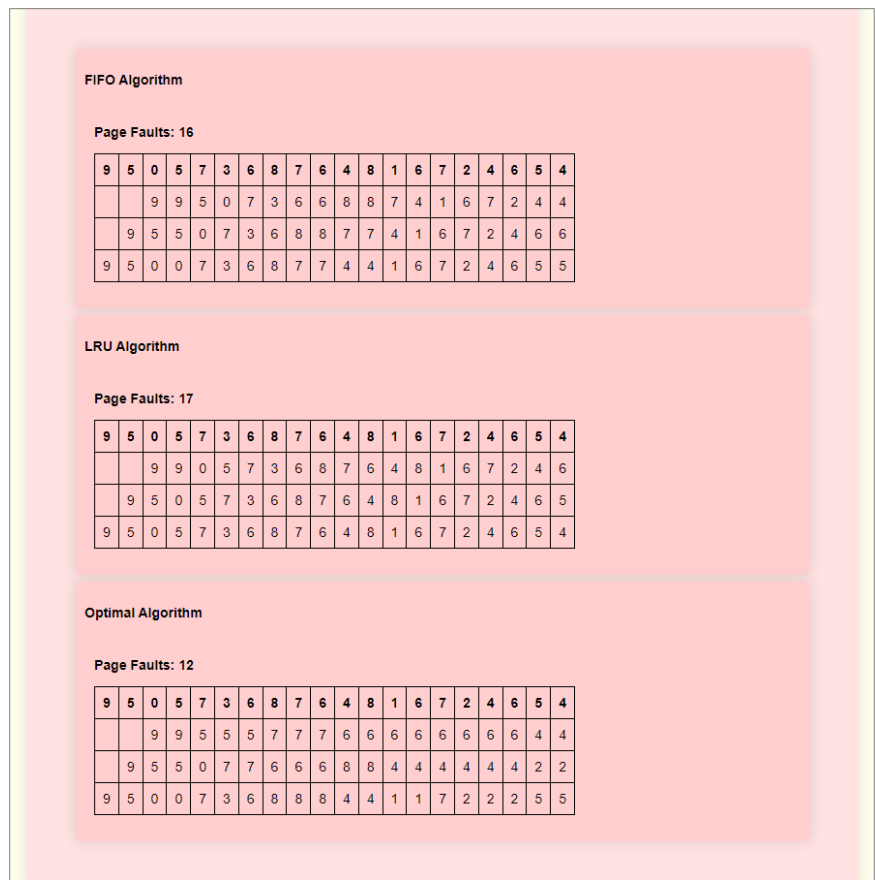 FIFO Algorithm
Page Faults: 16
9 5 0 5 7 3 6 8 7 6 4 8 1 6 7 2 4 6 5 4
9 9 5 0 7 3 6 6 8 8 7 4 1 6 7 2 4 4
9 5 5 0 7 3 6 8 8 7 7 4 1 6 7 2 4 6 6
9 5 0 0 7 3 6 8 7 7 4 4 1 6 7 2 4 6 5 5
LRU Algorithm
Page Faults: 17
9 5 0 5 7 3 6 8 7 6 4 8 1 6 7 2 4 6 5 4
9 9 0 5 7 3 6 8 7 6 4 8 1 6 7 2 4 6
9 5 0 5 7 3 6 8 7 6 4 8 1 6 7 2 4 6 5
9 5 0 5 7 3 6 8 7 6 4 8 1 6 7 2 4 6 5 4
Optimal Algorithm
Page Faults: 12
9 5 0 5 7 3 6 8 7 6 4 8 1 6 7 2 4 6 5 4
9 9 5 5 5 7 7 7 6 6 6 6 6 6 6 6 4 4
9 5 5 0 7 7 6 6 6 8 8 4 4 4 4 4 4 2 2
9 5 0 0 7 3 6 8 8 8 4 4 1 1 7 2 2 2 5 5